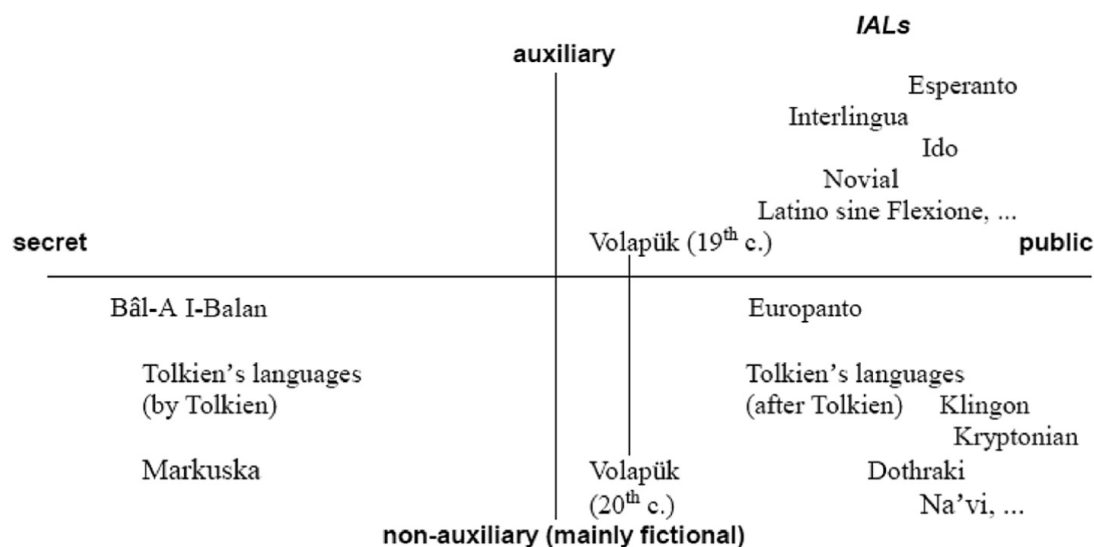 IALs
auxiliary
Esperanto
Interlingua
Ido
Novial
Latino sine Flexione, ...
secret
Volapük (19th c.)
public
Bâl-A I-Balan
Europanto
Tolkien's languages
(by Tolkien)
Tolkien's languages
(after Tolkien)
Klingon
Kryptonian
Markuska
Volapük
(20th c.)
Dothraki
Na'vi, ...
non-auxiliary (mainly fictional)